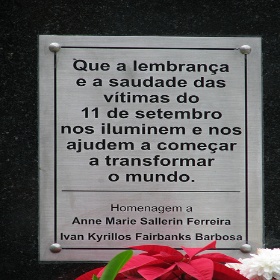 Que a lembrança
e a saudade das
vítimas do
11 de setembro
nos iluminem e nos
ajudem a começar
a transformar
o mundo.
Homenagem a
Anne Marie Sallerin Ferreira
Ivan Kyrillos Fairbanks Barbosa